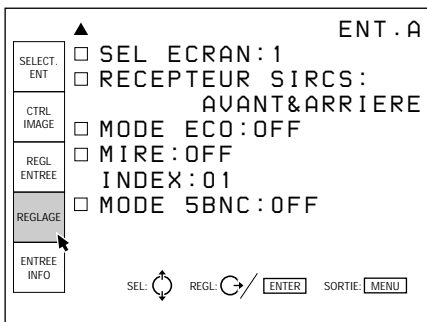 ENT.A
SELECT.
ENT
CTRL
IMAGE
REGL
ENTREE
REGLAGE
ENTREE
INFO
SEL ECRAN:1
RECEPTEUR SIRCS:
AVANT&ARRIERE
MODE ECO:OFF
MIRE:OFF
INDEX:01
MODE 5BNC:OFF
SEL: REGL: / ENTER SORTIE: MENU